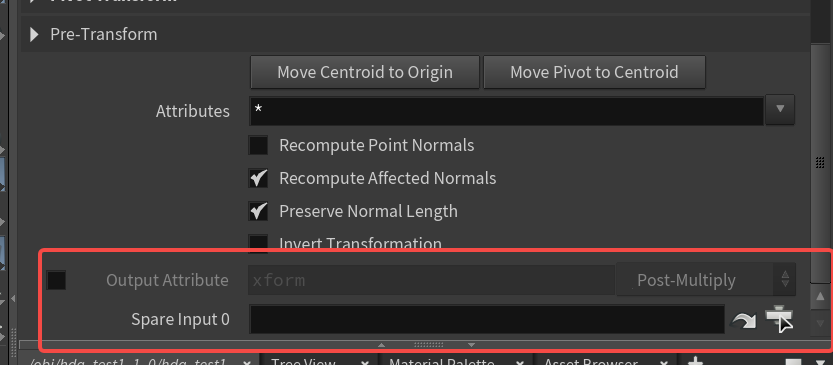 Pre-Transform
Move Centroid to Origin Move Pivot to Centroid
Attributes *
Recompute Point Normals
Recompute Affected Normals
Preserve Normal Length
Invert Transformation
Output Attribute xform Post-Multiply
Spare Input 0
/obj/hda_test1_1_0/hda_test1 Tree View Material Palette Asset Browser